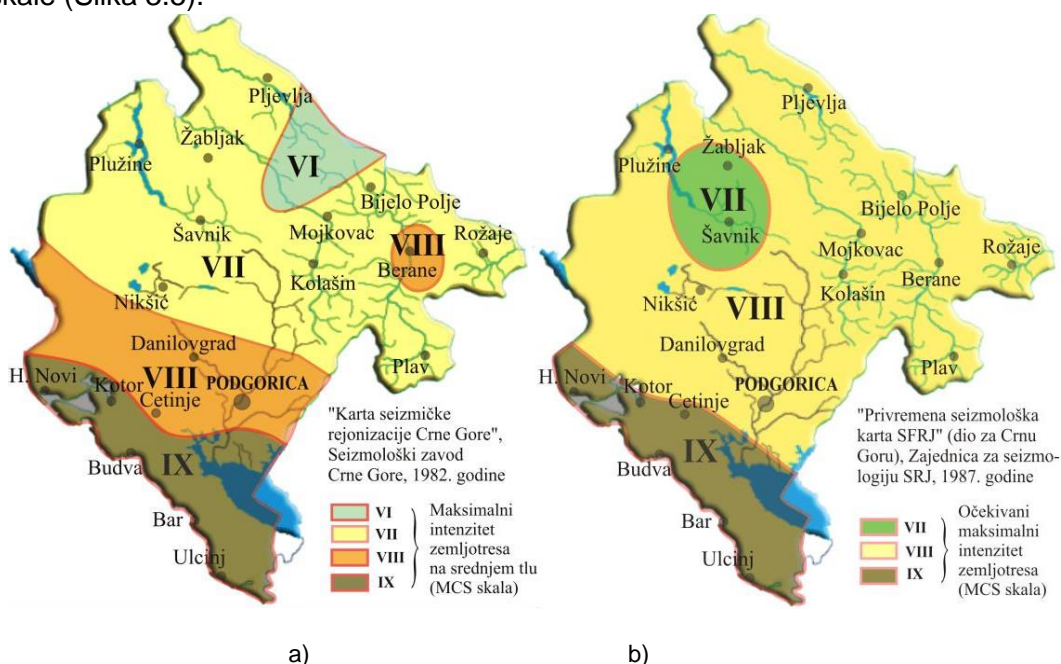 skale (Slika 3.3).
Pljevlja
Žabljak
VI
Plužine
Bijelo Polje
Šavnik
Mojkovac
VIII
Rožaje
VII
Berane
Kolašin
Nikšić
Danilovgrad
Plav
H. Novi
Kotor
VIII
PODGORICA
Cetinje
IX
Budva
Bar
Ulcinj
"Karta seizmičke
rejonizacije Crne Gore",
Seizmološki zavod
Crne Gore, 1982. godine
VI
VII
VIII
IX
Maksimalni
intenzitet
zemljotresa
na srednjem tlu
(MCS skala)
Pljevlja
Žabljak
Plužine
VII
Bijelo Polje
Šavnik
Mojkovac
Rožaje
Berane
Kolašin
Nikšić
VIII
Danilovgrad
Plav
H. Novi
Kotor
PODGORICA
Cetinje
IX
Budva
Bar
Ulcinj
"Privremena seizmološka
karta SFRJ" (dio za Crnu
Goru), Zajednica za seizmo-
logiju SRJ, 1987. godine
VII
VIII
IX
Očekivani
maksimalni
intenzitet
zemljotresa
(MCS skala)
a) b)